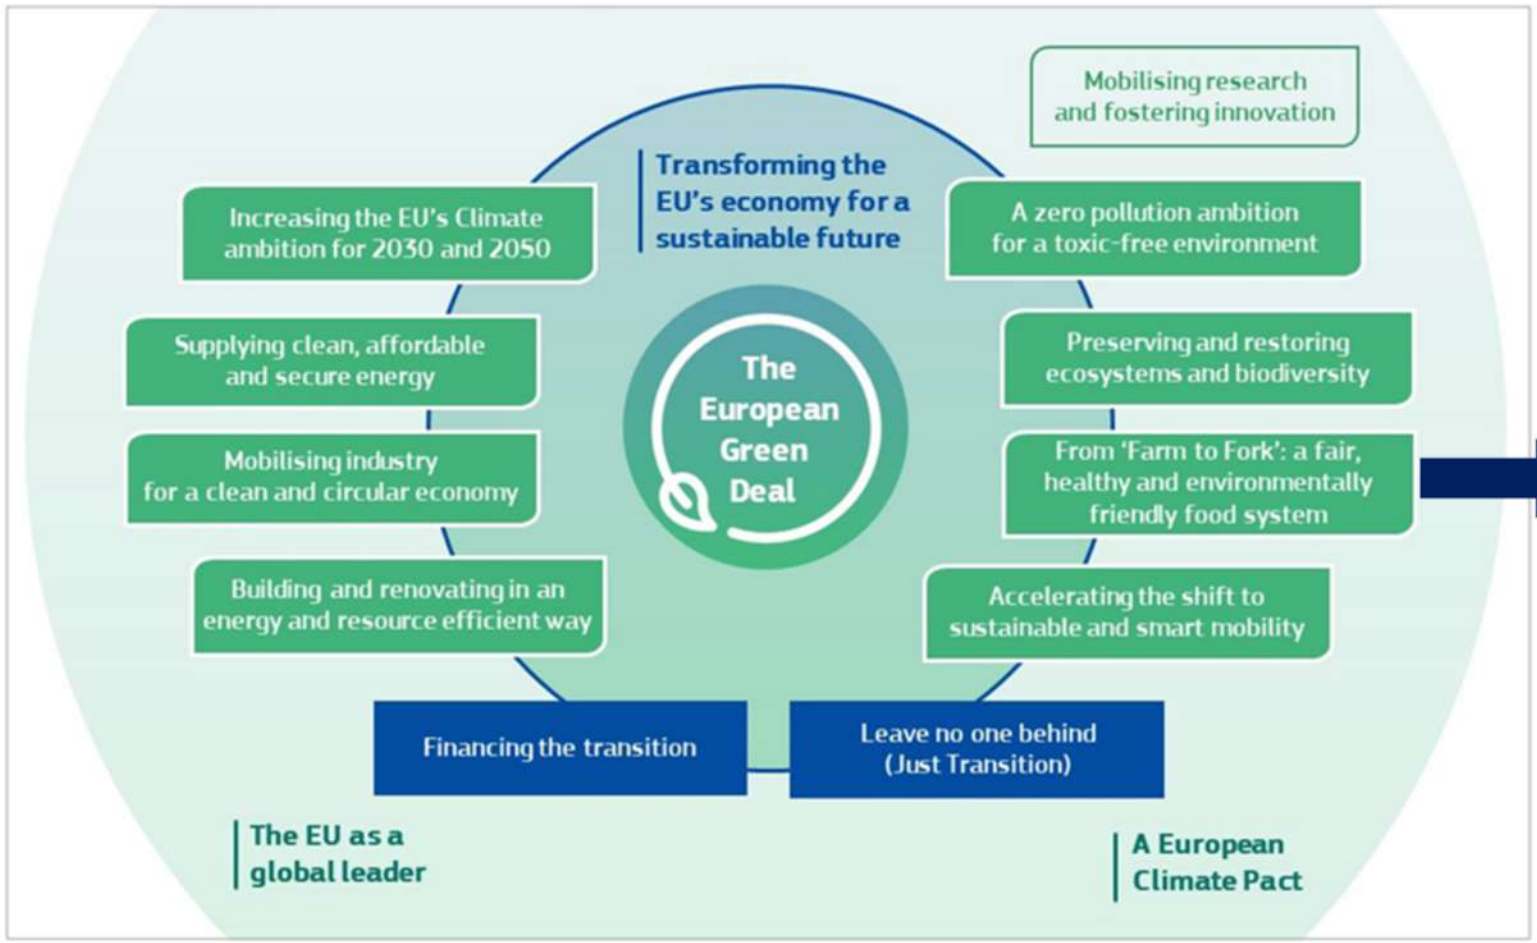 Mobilising research
and fostering innovation
Transforming the
EU's economy for a
sustainable future
Increasing the EU's Climate
ambition for 2030 and 2050
A zero pollution ambition
for a toxic-free environment
Supplying clean, affordable
and secure energy
Preserving and restoring
ecosystems and biodiversity
The
European
Green
Deal
Mobilising industry
for a clean and circular economy
From ‘Farm to Fork’: a fair,
healthy and environmentally
friendly food system
Building and renovating in an
energy and resource efficient way
Accelerating the shift to
sustainable and smart mobility
Financing the transition
Leave no one behind
(Just Transition)
The EU as a
global leader
A European
Climate Pact